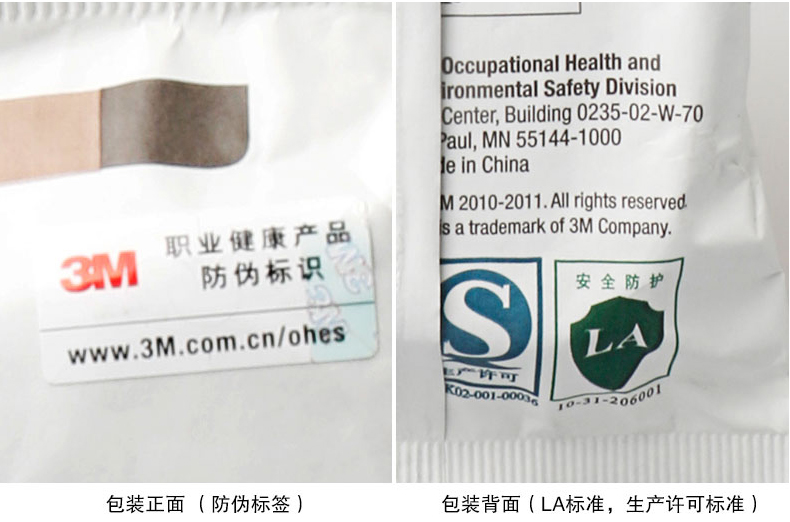 3M
职业健康产品
防伪标识
www.3M.com.cn/ohes
Occupational Health and
ironmental Safety Division
Center, Building 0235-02-W-70
Paul, MN 55144-1000
de in China
M 2010-2011. All rights reserved
s a trademark of 3M Company.
S
生产许可
K02-001-00036
安全防护
LA
10-31-206001
包装正面（防伪标签）
包装背面（LA标准，生产许可标准）